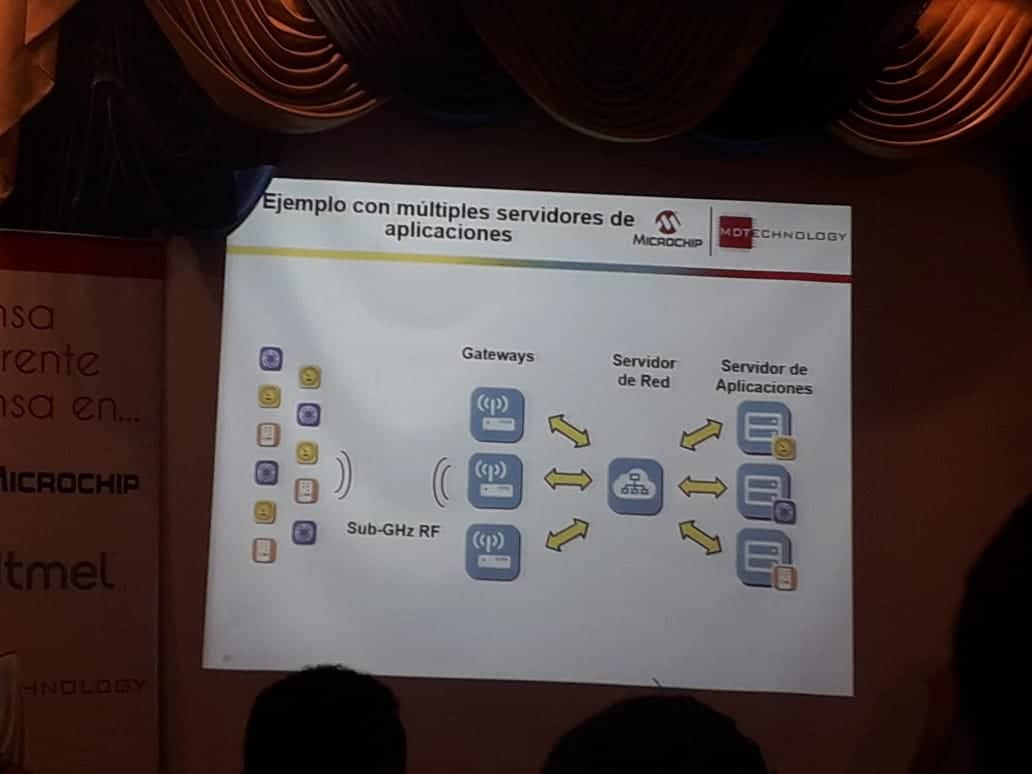 Ejemplo con múltiples servidores de
aplicaciones
MICROCHIP
MDTECHNOLOGY
Gateways
Servidor
de Red
Servidor de
Aplicaciones
Sub-GHz RF
nsa
rente
nsa en...
MICROCHIP
tmel
HNOLOGY